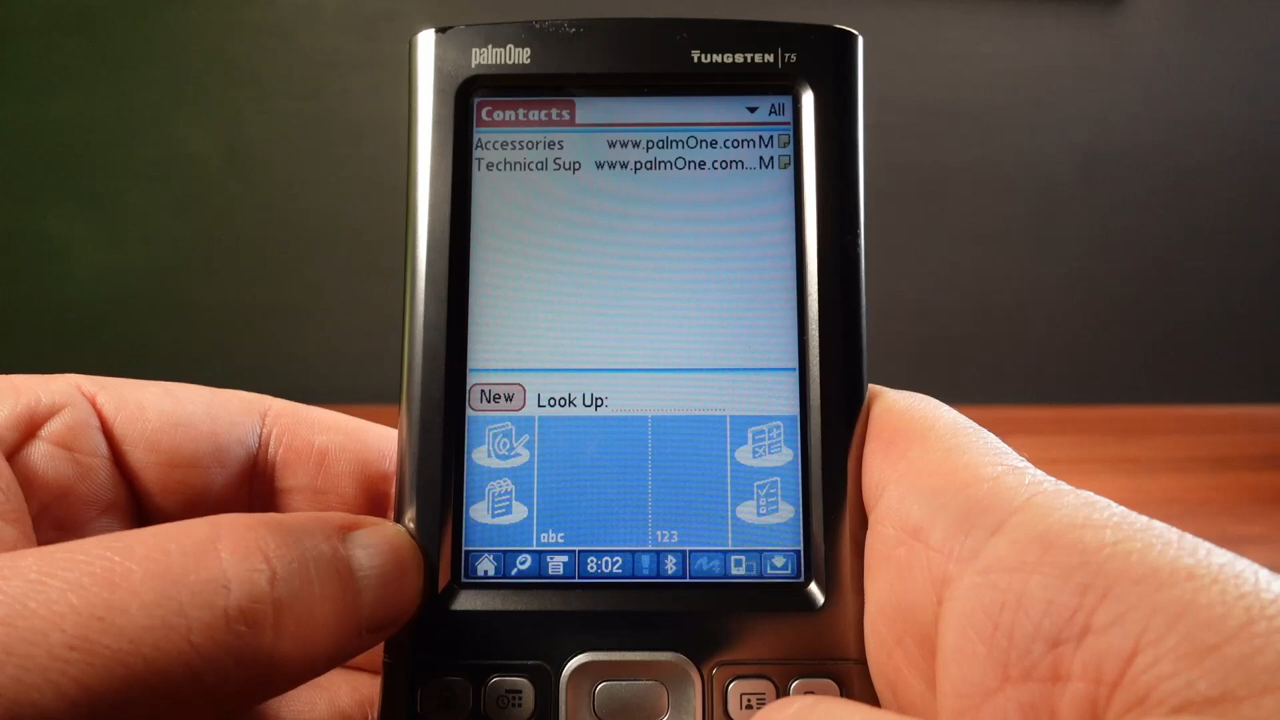 palmOne TUNGSTEN | T5
Contacts All
Accessories www.palmOne.com M
Technical Sup www.palmOne.com... M
New Look Up:
abc 123
8:02